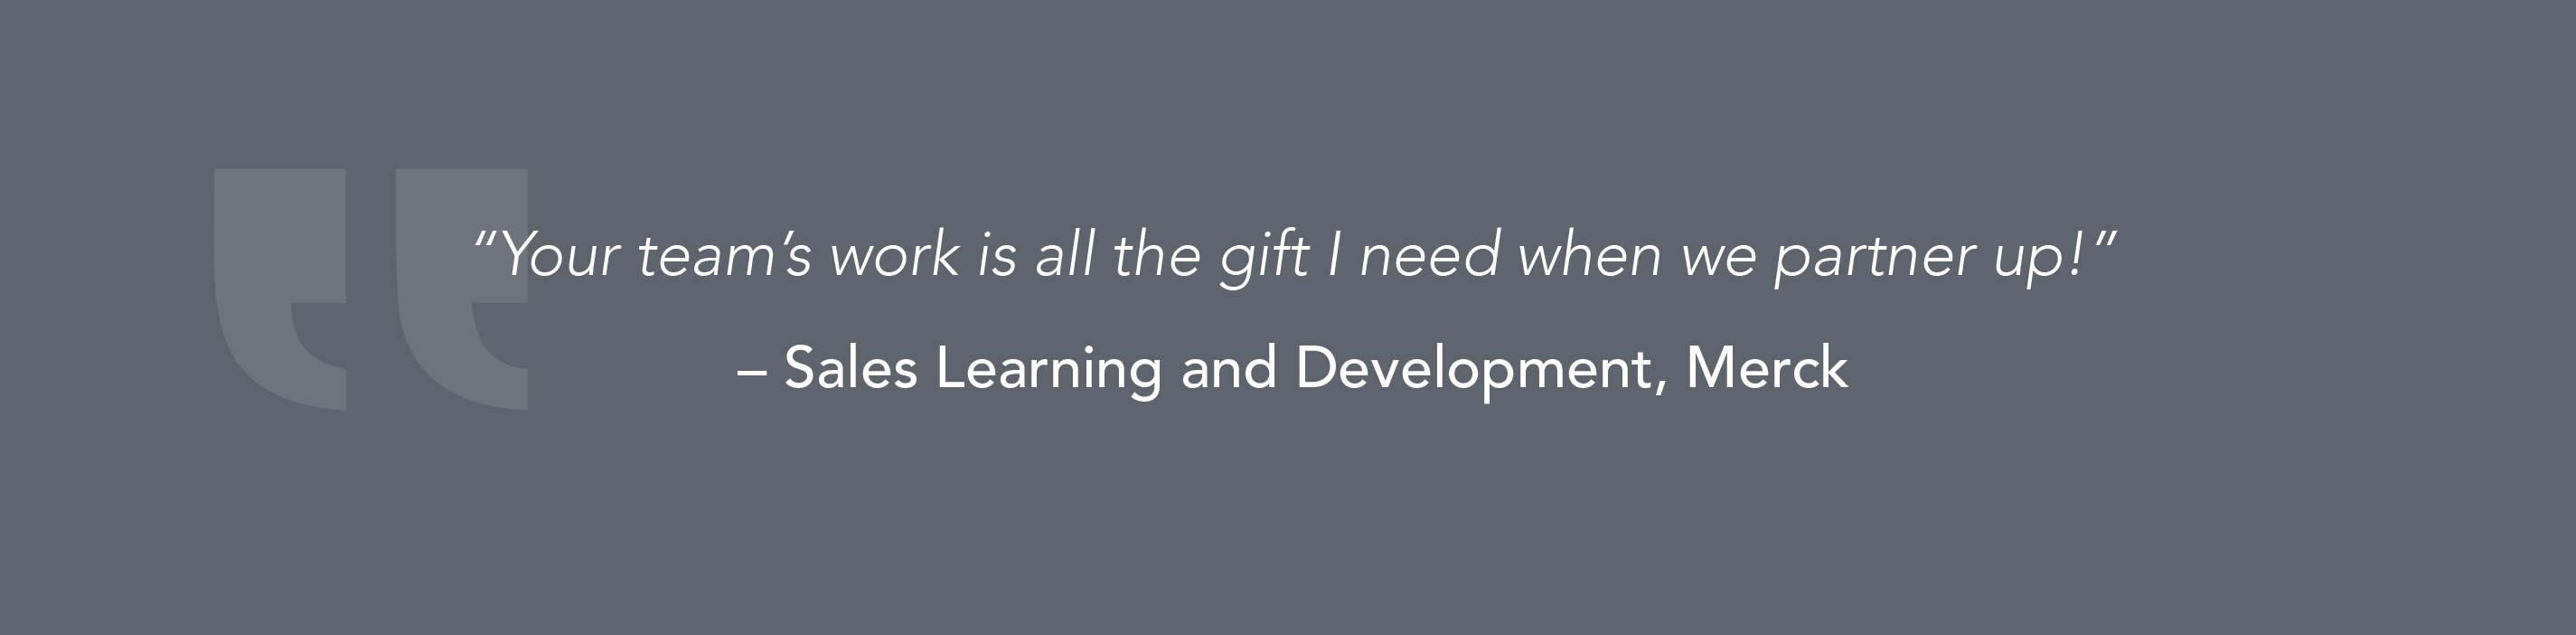 “Your team’s work is all the gift I need when we partner up!”
– Sales Learning and Development, Merck